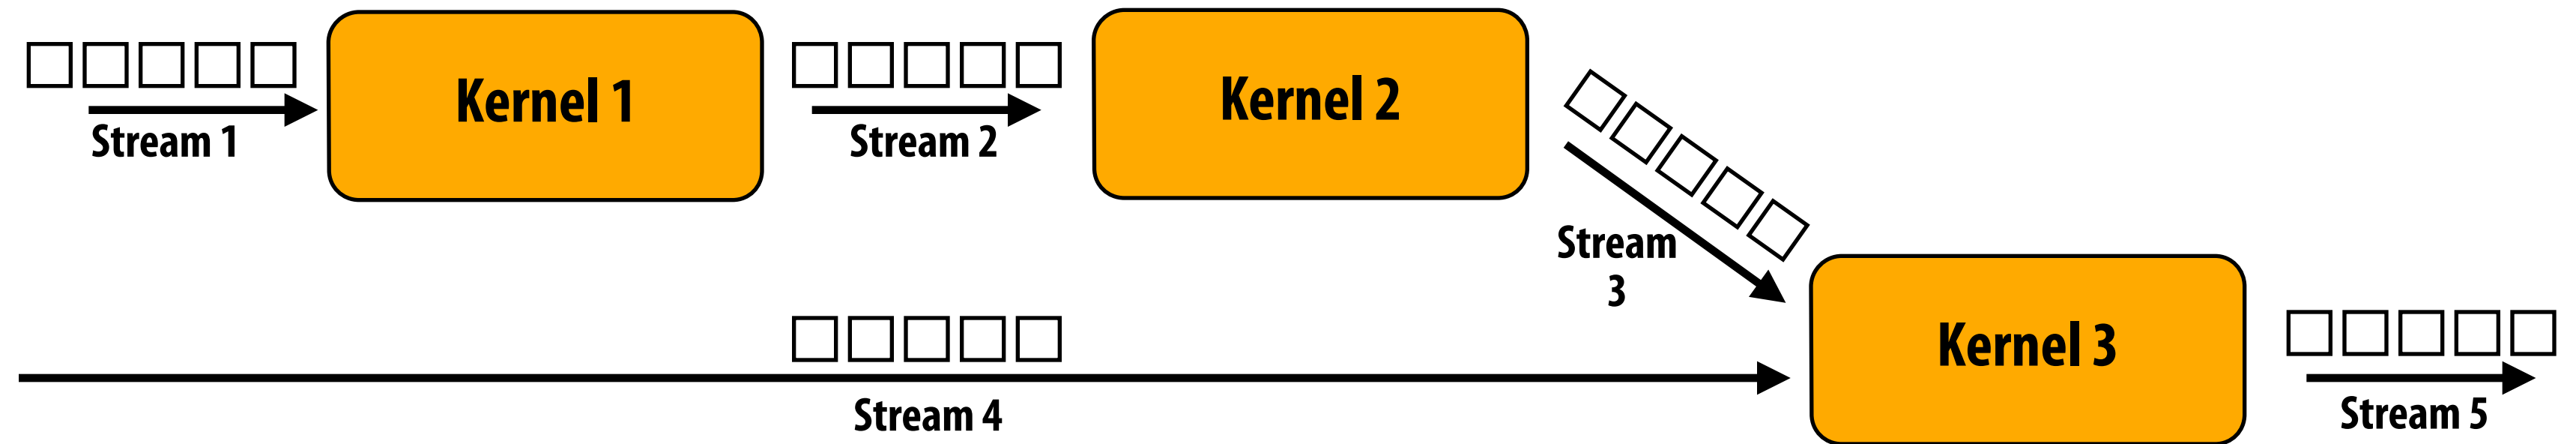 Kernel 1
Kernel 2
Stream 1
Stream 2
Stream
3
Kernel 3
Stream 4
Stream 5